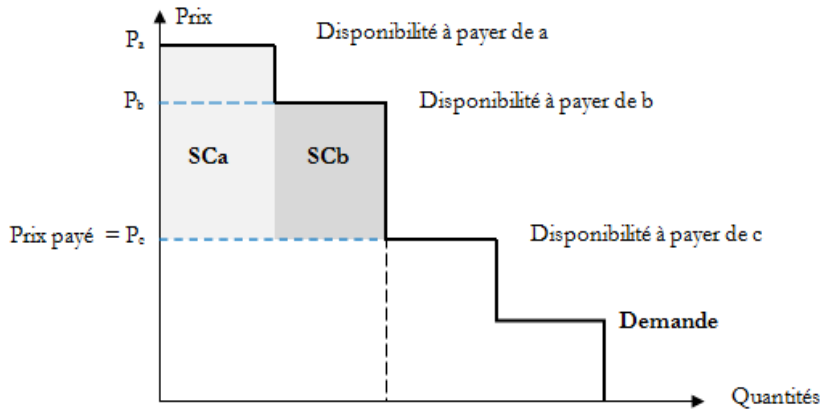 Prix
Pa
Disponibilité à payer de a
Pb
Disponibilité à payer de b
SCa
SCb
Prix payé = Pc
Disponibilité à payer de c
Demande
Quantités